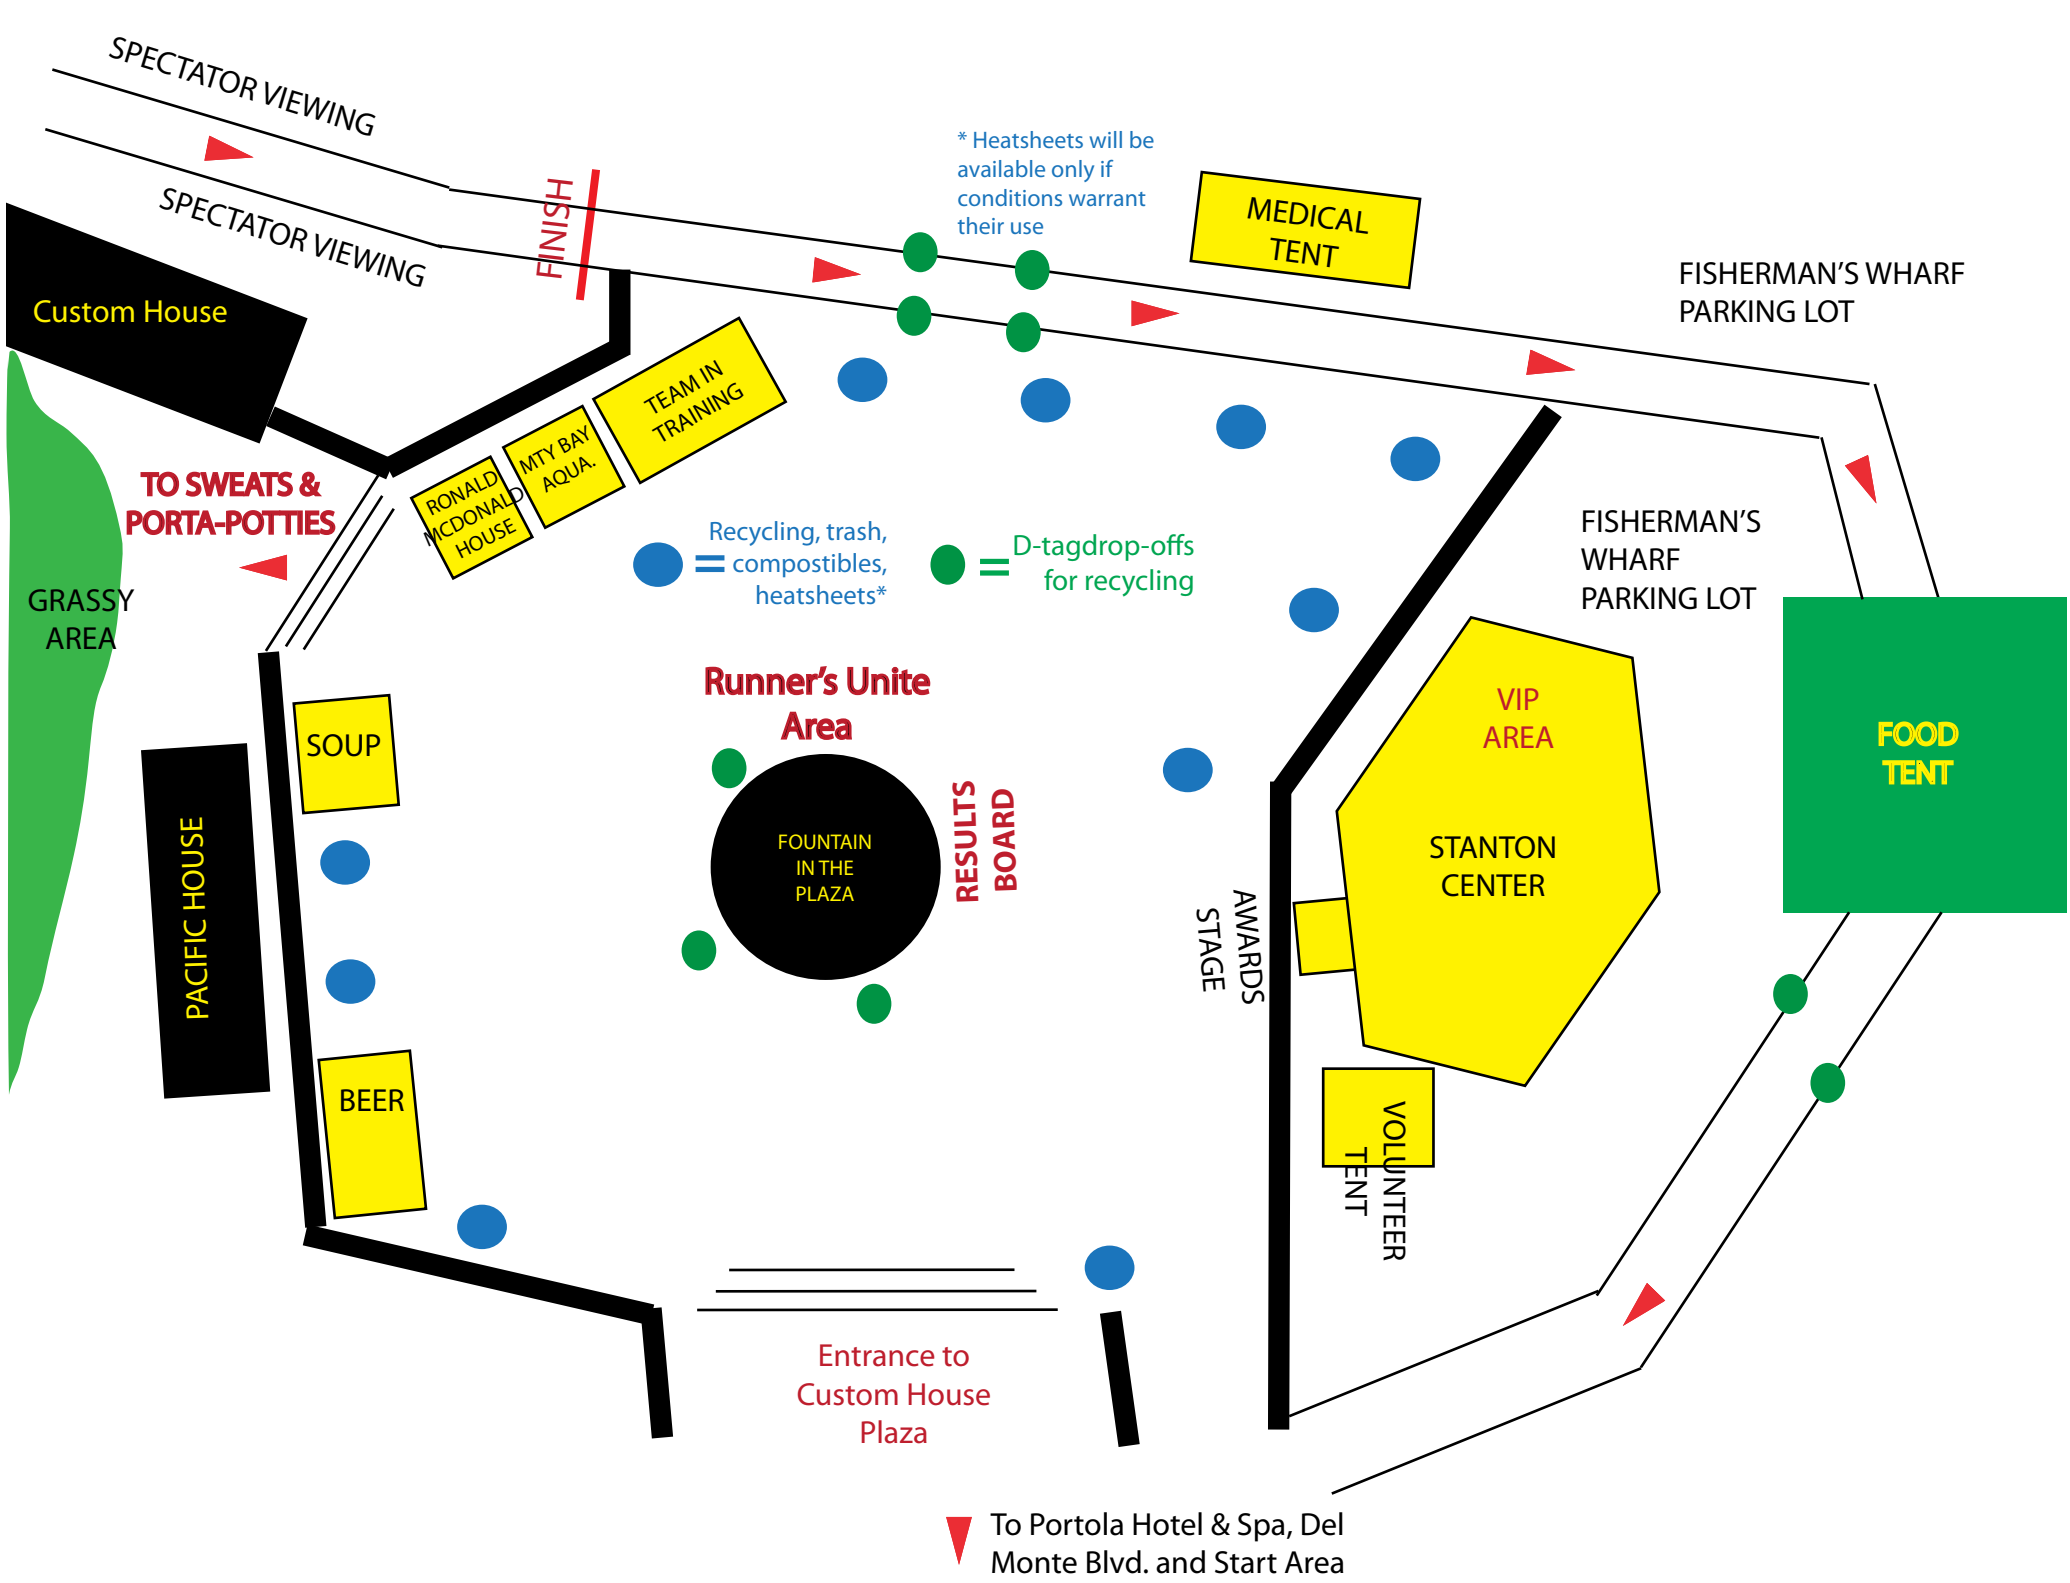 SPECTATOR VIEWING
SPECTATOR VIEWING
Custom House
FINISH
* Heatsheets will be
available only if
conditions warrant
their use
MEDICAL
TENT
FISHERMAN'S WHARF
PARKING LOT
TEAM IN
TRAINING
MTY BAY
AQUA.
RONALD
MCDONALD
HOUSE
TO SWEATS &
PORTA-POTTIES
GRASSY
AREA
Recycling, trash,
compostibles,
heatsheets*
=
D-tagdrop-offs
for recycling
=
FISHERMAN'S
WHARF
PARKING LOT
Runner's Unite
Area
VIP
AREA
FOOD
TENT
SOUP
PACIFIC HOUSE
FOUNTAIN
IN THE
PLAZA
RESULTS
BOARD
STANTON
CENTER
AWARDS
STAGE
BEER
VOLUNTEER
TENT
Entrance to
Custom House
Plaza
To Portola Hotel & Spa, Del
Monte Blvd. and Start Area